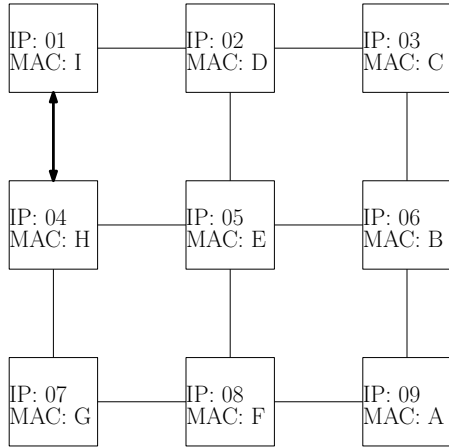 IP: 01
MAC: I
IP: 02
MAC: D
IP: 03
MAC: C
IP: 04
MAC: H
IP: 05
MAC: E
IP: 06
MAC: B
IP: 07
MAC: G
IP: 08
MAC: F
IP: 09
MAC: A